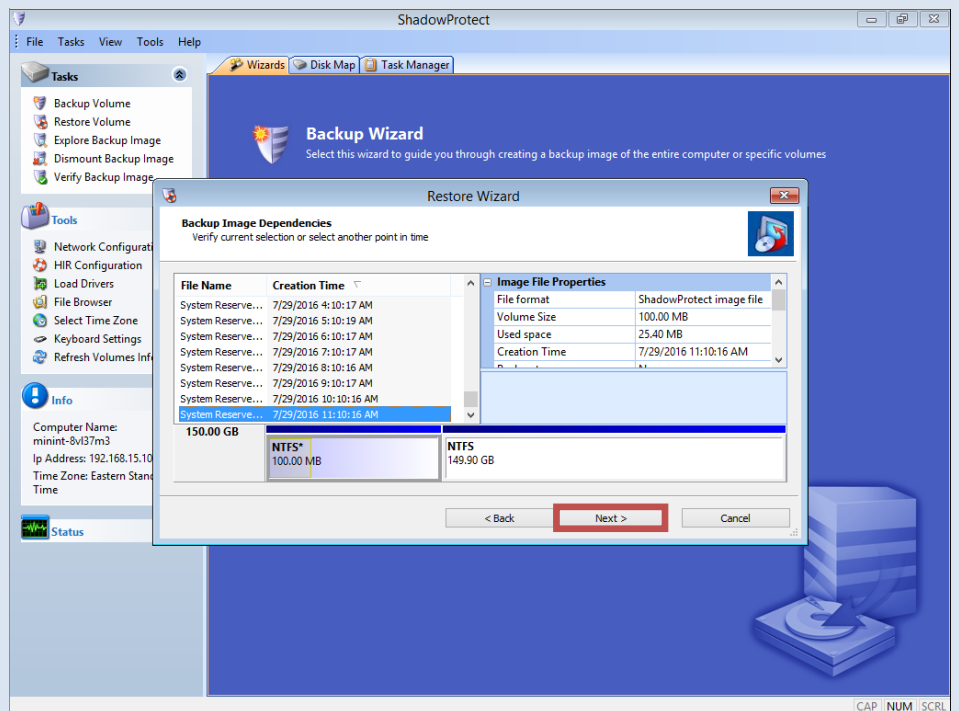 ShadowProtect
File Tasks View Tools Help
Wizards Disk Map Task Manager
Tasks
Backup Volume
Restore Volume
Explore Backup Image
Dismount Backup Image
Verify Backup Image
Tools
Network Configurati
HIR Configuration
Load Drivers
File Browser
Select Time Zone
Keyboard Settings
Refresh Volumes Inf
Info
Computer Name:
minint-8vl37m3
Ip Address: 192.168.15.10
Time Zone: Eastern Stand
Time
Status
Backup Wizard
Select this wizard to guide you through creating a backup image of the entire computer or specific volumes
Restore Wizard
Backup Image Dependencies
Verify current selection or select another point in time
File Name Creation Time
System Reserve... 7/29/2016 4:10:17 AM
System Reserve... 7/29/2016 5:10:19 AM
System Reserve... 7/29/2016 6:10:17 AM
System Reserve... 7/29/2016 7:10:17 AM
System Reserve... 7/29/2016 8:10:16 AM
System Reserve... 7/29/2016 9:10:17 AM
System Reserve... 7/29/2016 10:10:16 AM
System Reserve... 7/29/2016 11:10:16 AM
Image File Properties
File format ShadowProtect image file
Volume Size 100.00 MB
Used space 25.40 MB
Creation Time 7/29/2016 11:10:16 AM
150.00 GB
NTFS*
100.00 MB
NTFS
149.90 GB
< Back Next > Cancel
CAP NUM SCRL